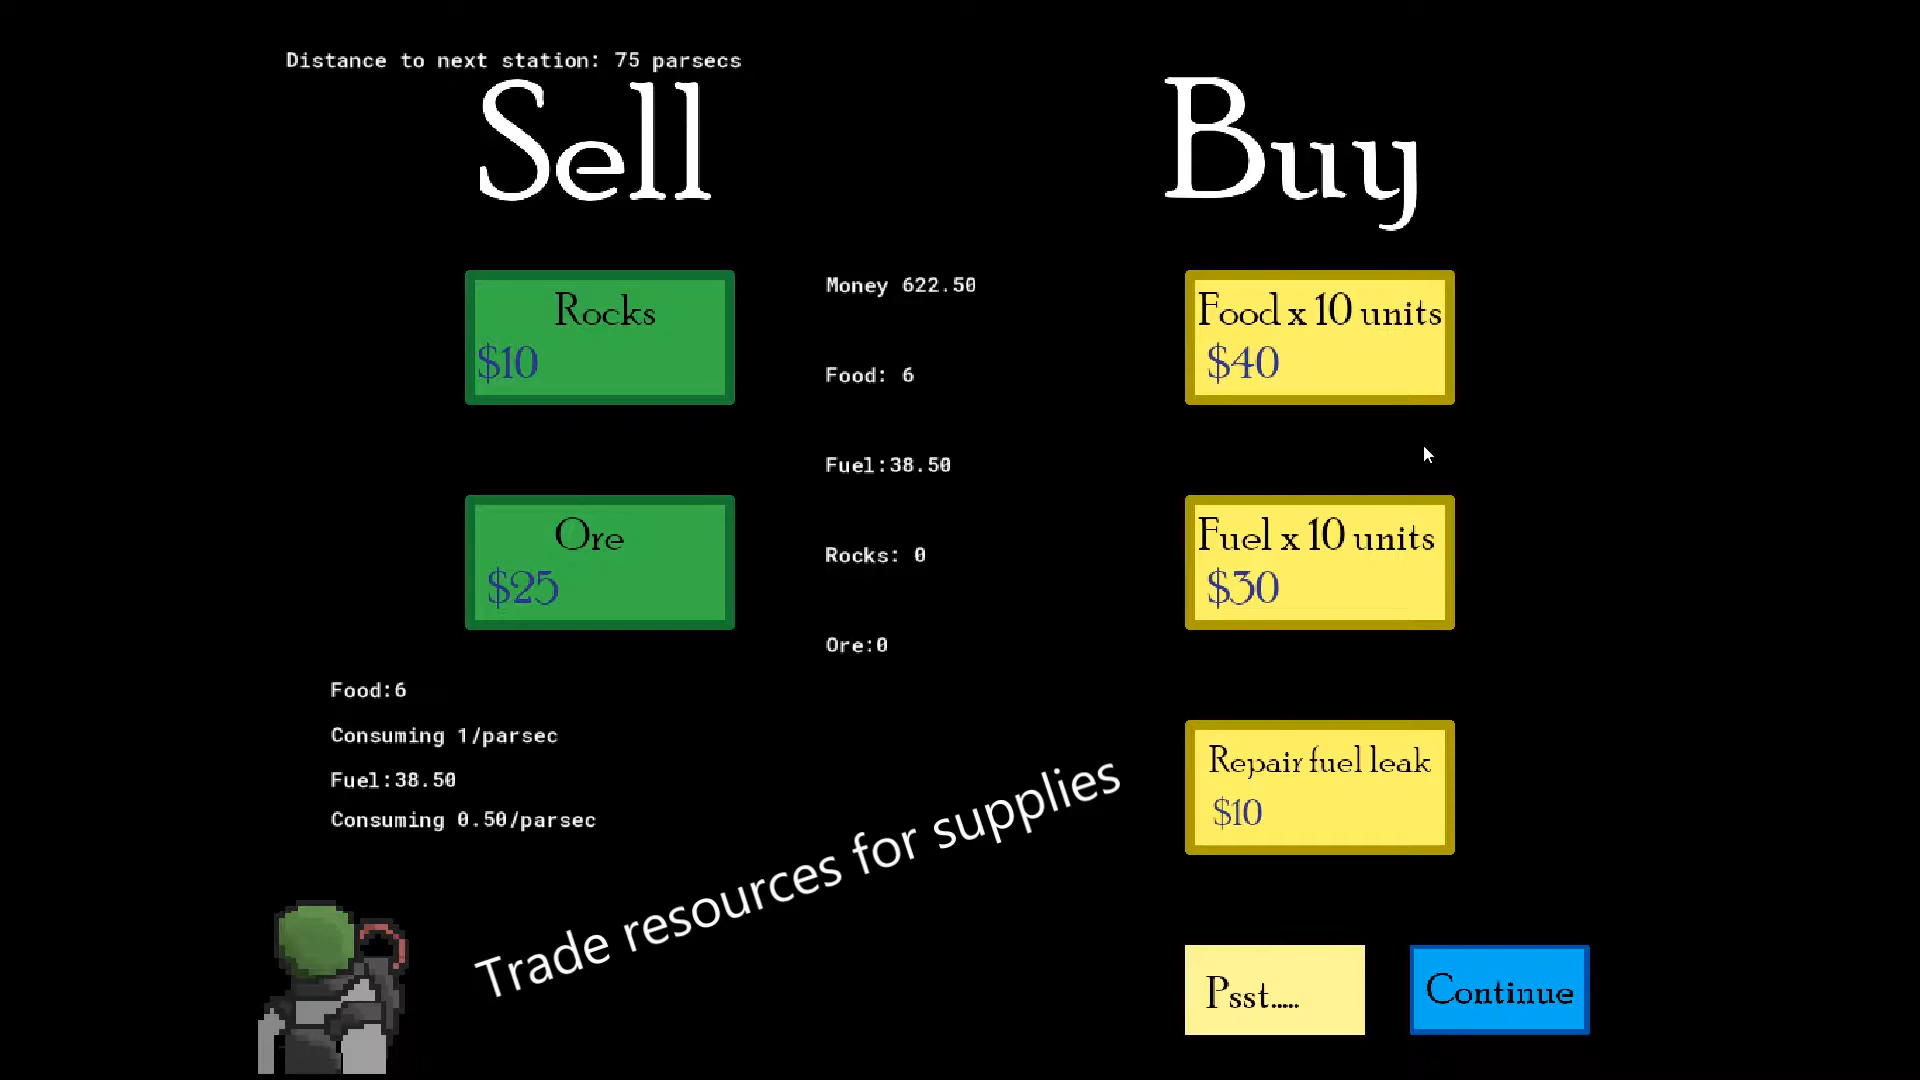 Distance to next station: 75 parsecs
Sell
Buy
Rocks
$10
Money 622.50
Food x 10 units
$40
Food: 6
Fuel:38.50
Ore
$25
Fuel x 10 units
$30
Rocks: 0
Ore:0
Food:6
Consuming 1/parsec
Fuel:38.50
Consuming 0.50/parsec
Repair fuel leak
$10
Trade resources for supplies
Psst.....
Continue